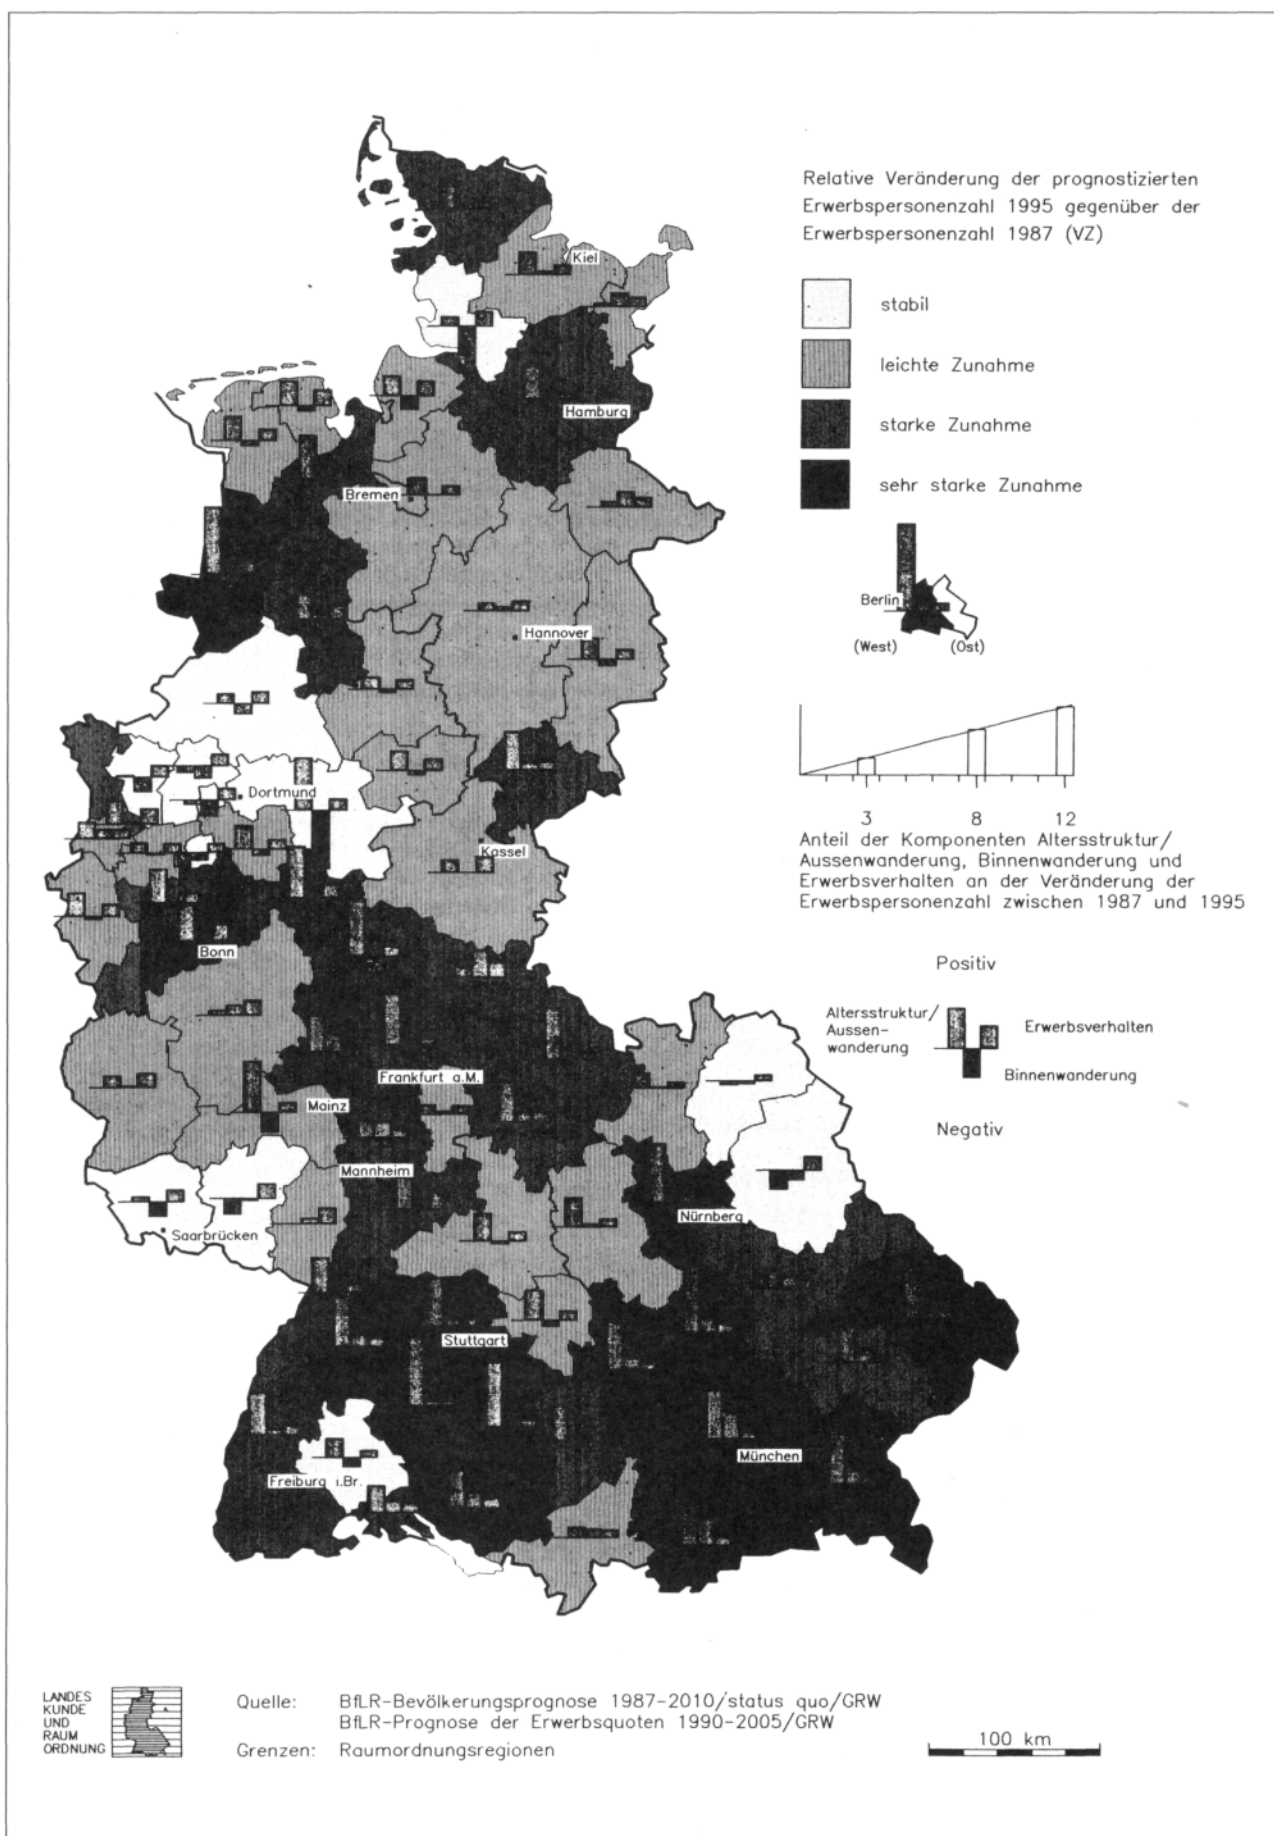 Relative Veränderung der prognostizierten
Erwerbspersonenzahl 1995 gegenüber der
Erwerbspersonenzahl 1987 (VZ)
stabil
leichte Zunahme
starke Zunahme
sehr starke Zunahme
Berlin
(West) (Ost)
3 8 12
Anteil der Komponenten Altersstruktur/
Aussenwanderung, Binnenwanderung und
Erwerbsverhalten an der Veränderung der
Erwerbspersonenzahl zwischen 1987 und 1995
Positiv
Altersstruktur/
Aussen-
wanderung
Erwerbsverhalten
Binnenwanderung
Negativ
Kiel
Hamburg
Bremen
Hannover
Dortmund
Kassel
Bonn
Frankfurt a.M.
Mainz
Mannheim
Saarbrücken
Nürnberg
Stuttgart
München
Freiburg i.Br.
LANDES
KUNDE
UND
RAUM
ORDNUNG
Quelle: BfLR-Bevölkerungsprognose 1987-2010/status quo/GRW
BfLR-Prognose der Erwerbsquoten 1990-2005/GRW
Grenzen: Raumordnungsregionen
100 km